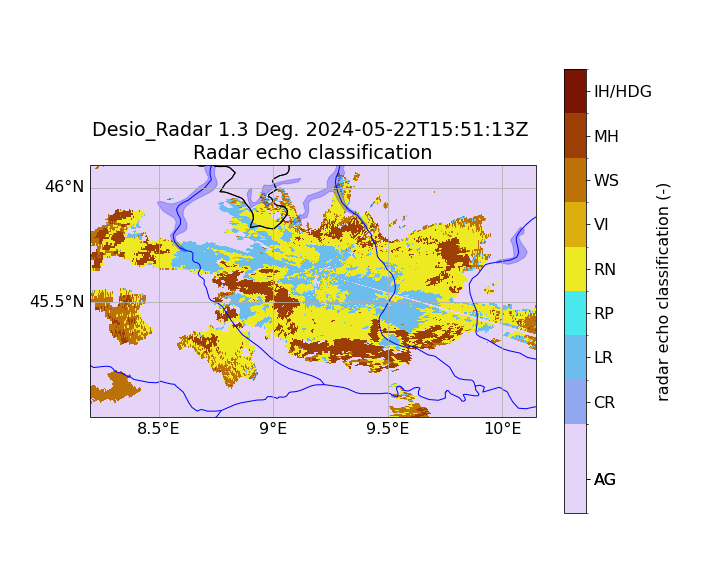 Desio_Radar 1.3 Deg. 2024-05-22T15:51:13Z
Radar echo classification
46°N
45.5°N
8.5°E
9°E
9.5°E
10°E
IH/HDG
MH
WS
VI
RN
RP
LR
CR
AG
radar echo classification (-)